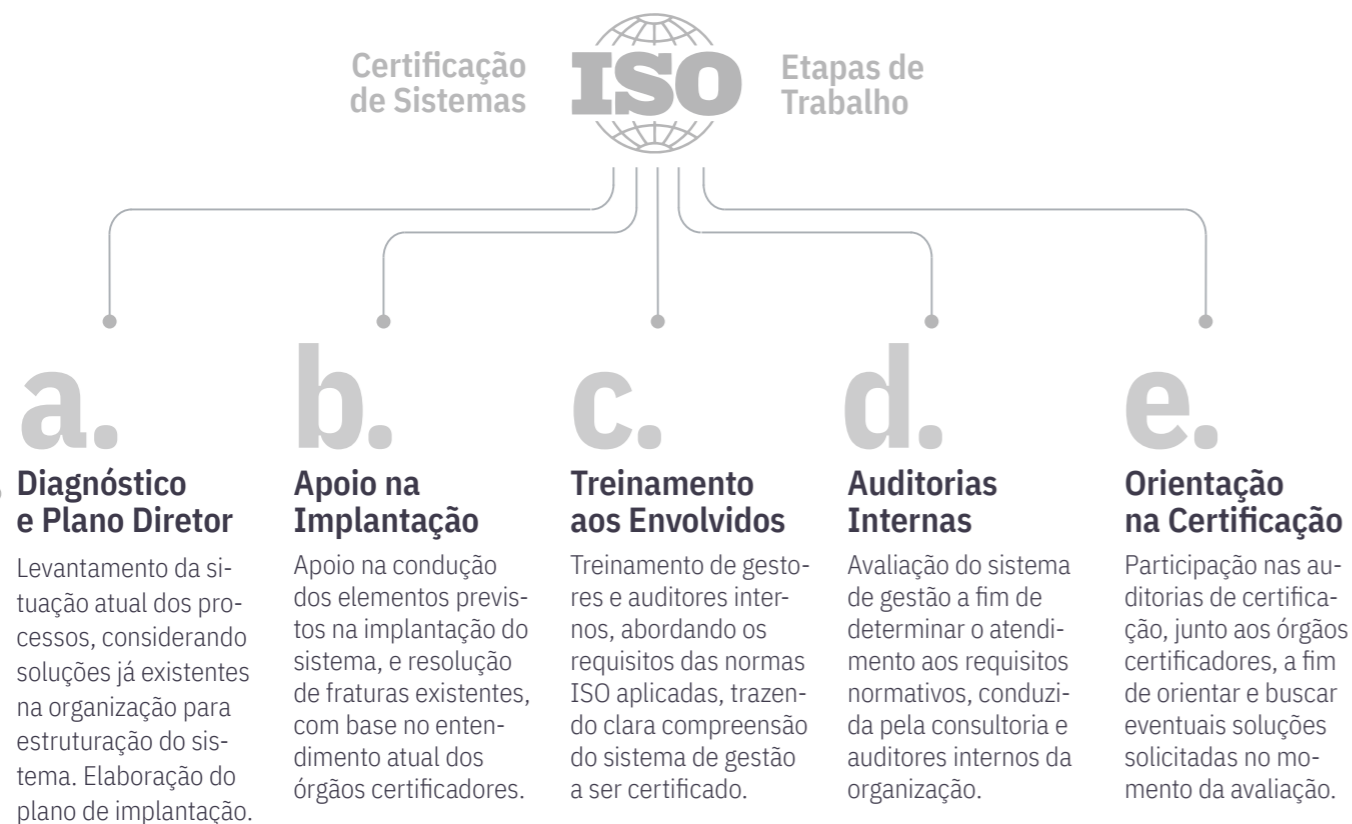 Certificação
de Sistemas
ISO
Etapas de
Trabalho
a.
Diagnóstico
e Plano Diretor
Levantamento da si-
tuação atual dos pro-
cessos, considerando
soluções já existentes
na organização para
estruturação do sis-
tema. Elaboração do
plano de implantação.
b.
Apoio na
Implantação
Apoio na condução
dos elementos previs-
tos na implantação do
sistema, e resolução
de fraturas existentes,
com base no enten-
dimento atual dos
órgãos certificadores.
c.
Treinamento
aos Envolvidos
Treinamento de gesto-
res e auditores inter-
nos, abordando os
requisitos das normas
ISO aplicadas, trazen-
do clara compreensão
do sistema de gestão
a ser certificado.
d.
Auditorias
Internas
Avaliação do sistema
de gestão a fim de
determinar o atendi-
mento aos requisitos
normativos, conduzi-
da pela consultoria e
auditores internos da
organização.
e.
Orientação
na Certificação
Participação nas au-
ditorias de certifica-
ção, junto aos órgãos
certificadores, a fim
de orientar e buscar
eventuais soluções
solicitadas no mo-
mento da avaliação.